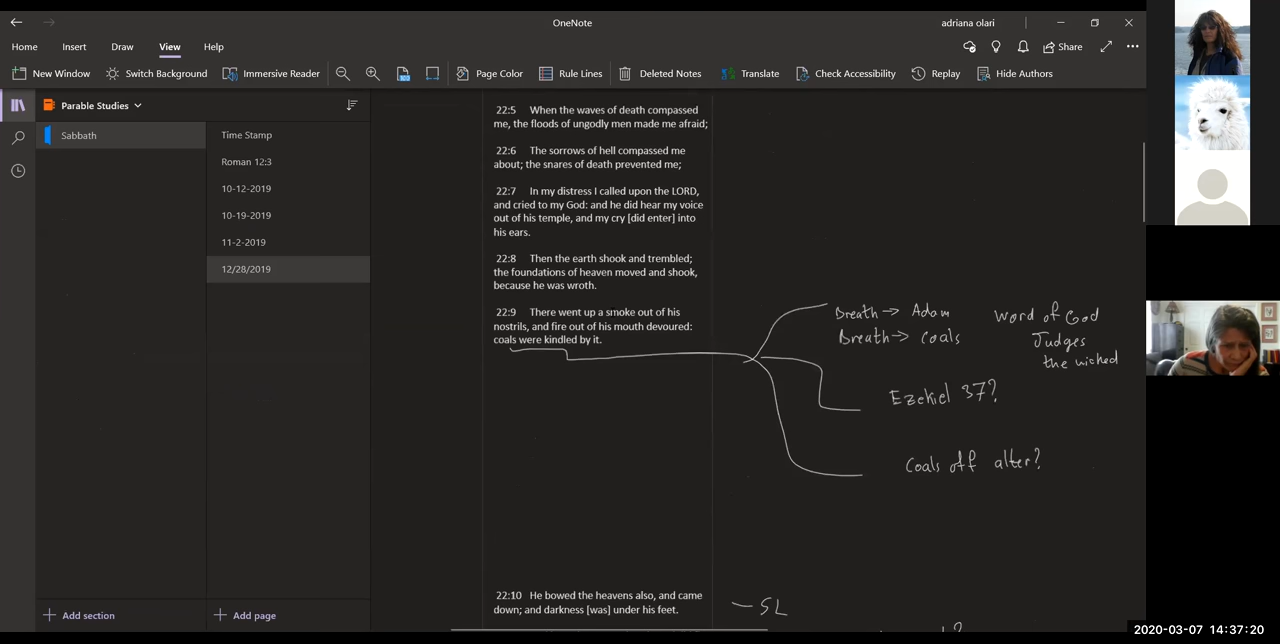 OneNote
adriana olari
Home Insert Draw View Help
Share
New Window Switch Background Immersive Reader Page Color Rule Lines Deleted Notes Translate Check Accessibility Replay Hide Authors
Parable Studies
Sabbath
Time Stamp
Roman 12:3
10-12-2019
10-19-2019
11-2-2019
12/28/2019
22:5 When the waves of death compassed
me, the floods of ungodly men made me afraid;
22:6 The sorrows of hell compassed me
about; the snares of death prevented me;
22:7 In my distress I called upon the LORD,
and cried to my God: and he did hear my voice
out of his temple, and my cry [did enter] into
his ears.
22:8 Then the earth shook and trembled;
the foundations of heaven moved and shook,
because he was wroth.
22:9 There went up a smoke out of his
nostrils, and fire out of his mouth devoured:
coals were kindled by it.
Breath → Adam
Breath → Coals
Word of God
Judges
the wicked
Ezekiel 37?
Coals off alter?
22:10 He bowed the heavens also, and came
down; and darkness [was] under his feet.
— SL
Add section
Add page
2020-03-07 14:37:20